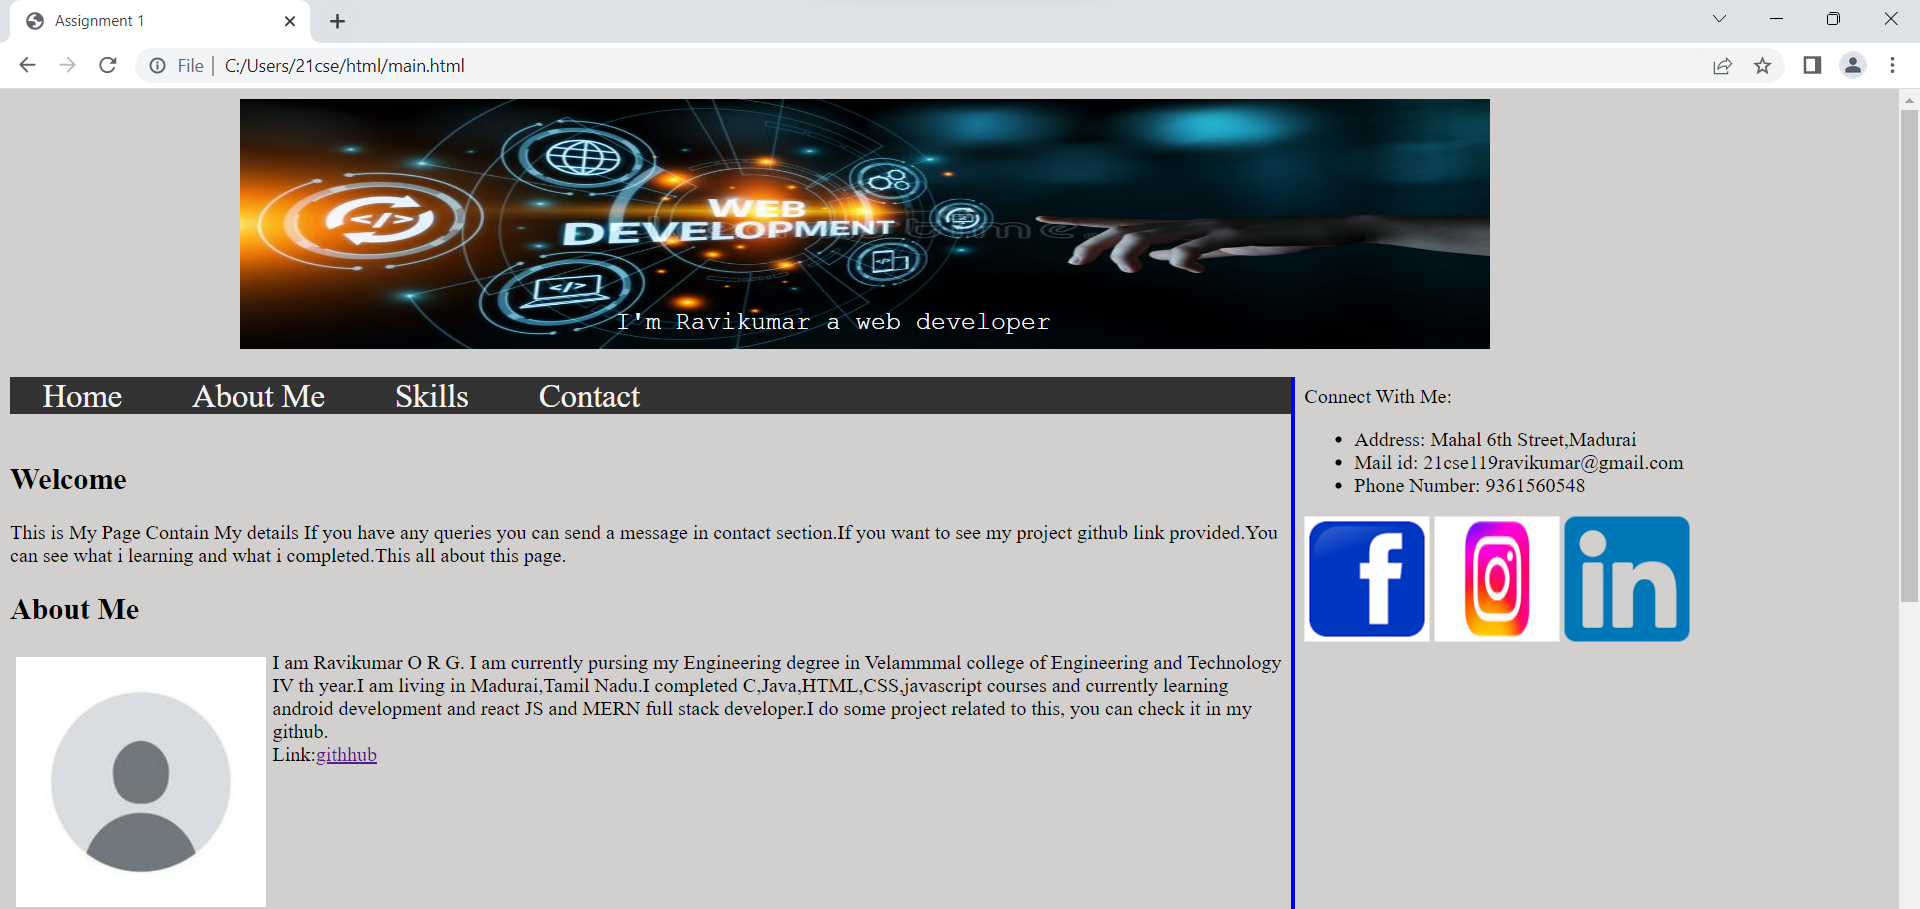 Assignment 1
File | C:/Users/21cse/html/main.html
WEB
DEVELOPMENT
I'm Ravikumar a web developer
Home About Me Skills Contact
Welcome
This is My Page Contain My details If you have any queries you can send a message in contact section.If you want to see my project github link provided.You
can see what i learning and what i completed.This all about this page.
About Me
I am Ravikumar O R G. I am currently pursing my Engineering degree in Velammmal college of Engineering and Technology
IV th year.I am living in Madurai,Tamil Nadu.I completed C,Java,HTML,CSS,javascript courses and currently learning
android development and react JS and MERN full stack developer.I do some project related to this, you can check it in my
github.
Link:githhub
Connect With Me:
• Address: Mahal 6th Street,Madurai
• Mail id: 21cse119ravikumar@gmail.com
• Phone Number: 9361560548
f
in